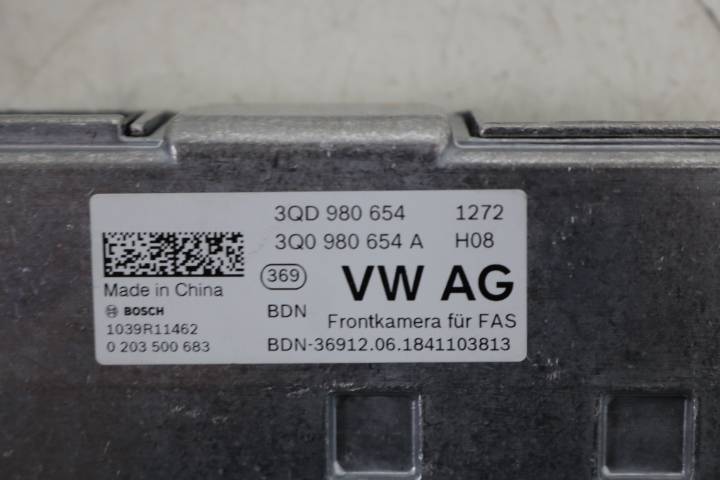 3QD 980 654 1272
3Q0 980 654 A H08
369 VW AG
Made in China
BOSCH BDN Frontkamera für FAS
1039R11462
0 203 500 683 BDN-36912.06.1841103813